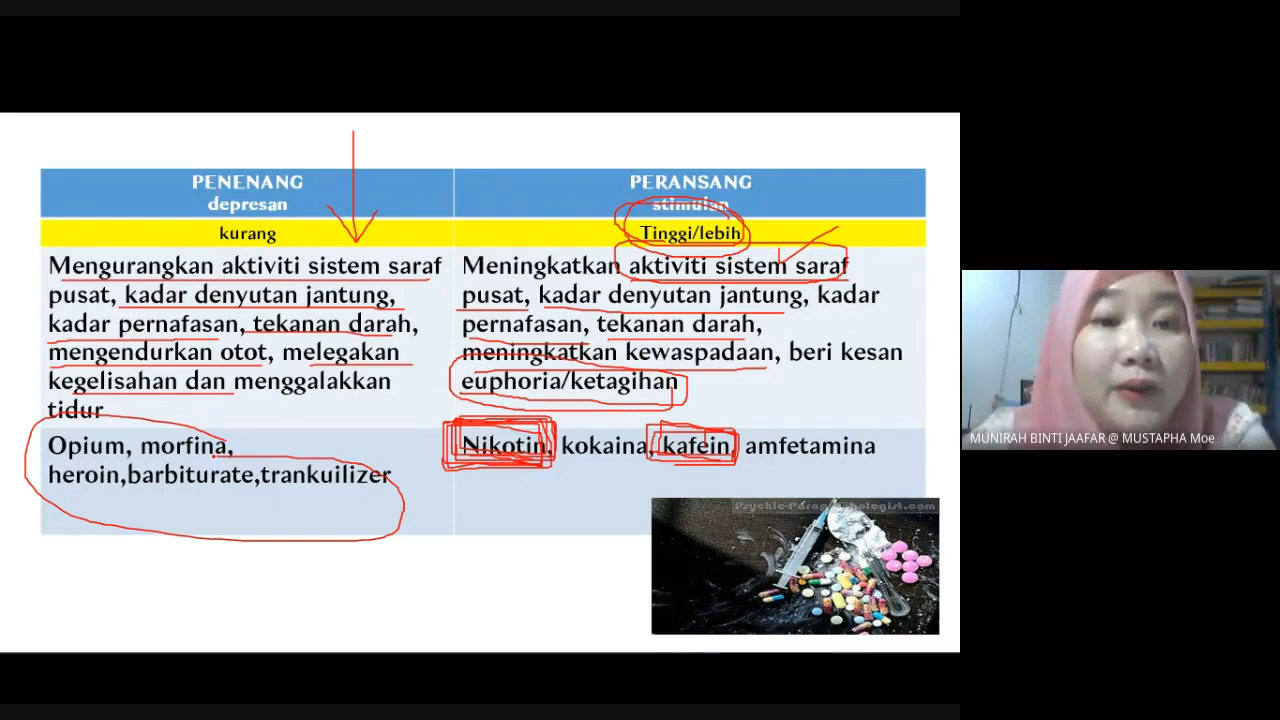 PENENANG
depresan
PERANSANG
stimulan
kurang
Tinggi/lebih
Mengurangkan aktiviti sistem saraf
pusat, kadar denyutan jantung,
kadar pernafasan, tekanan darah,
mengendurkan otot, melegakan
kegelisahan dan menggalakkan
tidur
Meningkatkan aktiviti sistem saraf
pusat, kadar denyutan jantung, kadar
pernafasan, tekanan darah,
meningkatkan kewaspadaan, beri kesan
euphoria/ketagihan
Opium, morfina,
heroin,barbiturate,trankuilizer
Nikotin, kokaina, kafein, amfetamina
Psychic-Parapsychologist.com
MUNIRAH BINTI JAAFAR @ MUSTAPHA Moe